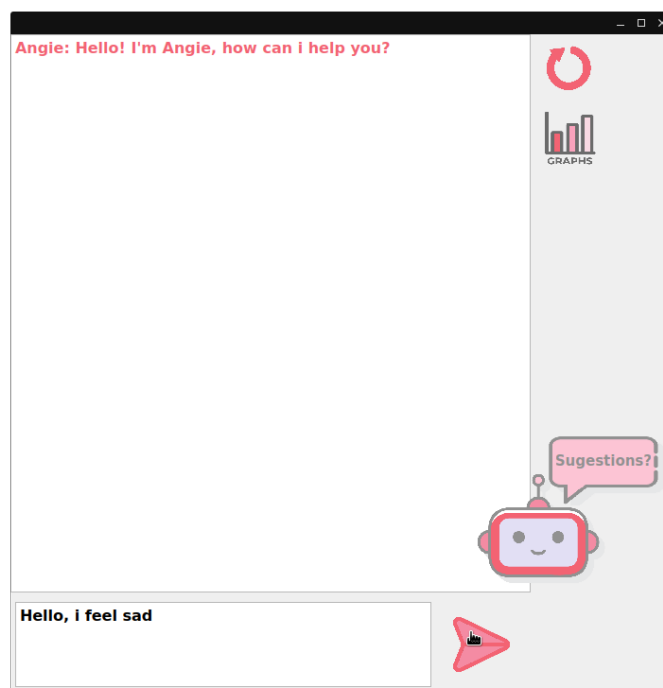 Angie: Hello! I'm Angie, how can i help you?
GRAPHS
Sugestions?
Hello, i feel sad